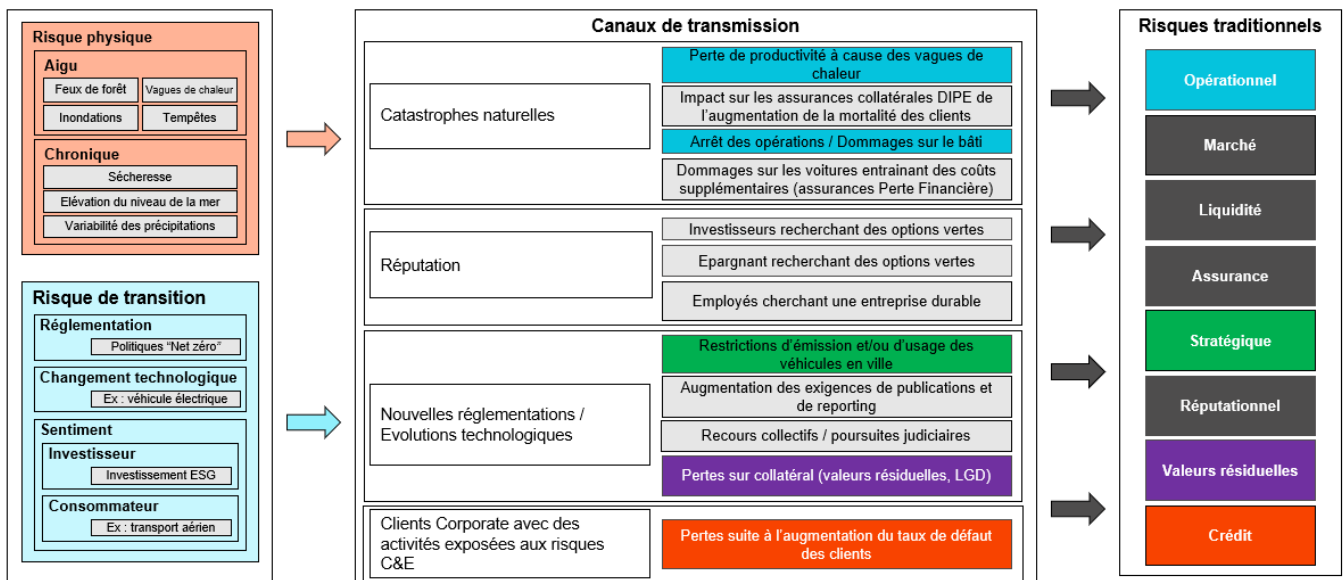 Risque physique
Aigu
Feux de forêt
Vagues de chaleur
Inondations
Tempêtes
Chronique
Sécheresse
Elévation du niveau de la mer
Variabilité des précipitations
Risque de transition
Réglementation
Politiques “Net zéro”
Changement technologique
Ex : véhicule électrique
Sentiment
Investisseur
Investissement ESG
Consommateur
Ex : transport aérien
Canaux de transmission
Catastrophes naturelles
Perte de productivité à cause des vagues de
chaleur
Impact sur les assurances collatérales DIPE de
l’augmentation de la mortalité des clients
Arrêt des opérations / Dommages sur le bâti
Dommages sur les voitures entrainant des coûts
supplémentaires (assurances Perte Financière)
Réputation
Investisseurs recherchant des options vertes
Epargnant recherchant des options vertes
Employés cherchant une entreprise durable
Nouvelles réglementations /
Evolutions technologiques
Restrictions d’émission et/ou d’usage des
véhicules en ville
Augmentation des exigences de publications et
de reporting
Recours collectifs / poursuites judiciaires
Pertes sur collatéral (valeurs résiduelles, LGD)
Clients Corporate avec des
activités exposées aux risques
C&E
Pertes suite à l’augmentation du taux de défaut
des clients
Risques traditionnels
Opérationnel
Marché
Liquidité
Assurance
Stratégique
Réputationnel
Valeurs résiduelles
Crédit